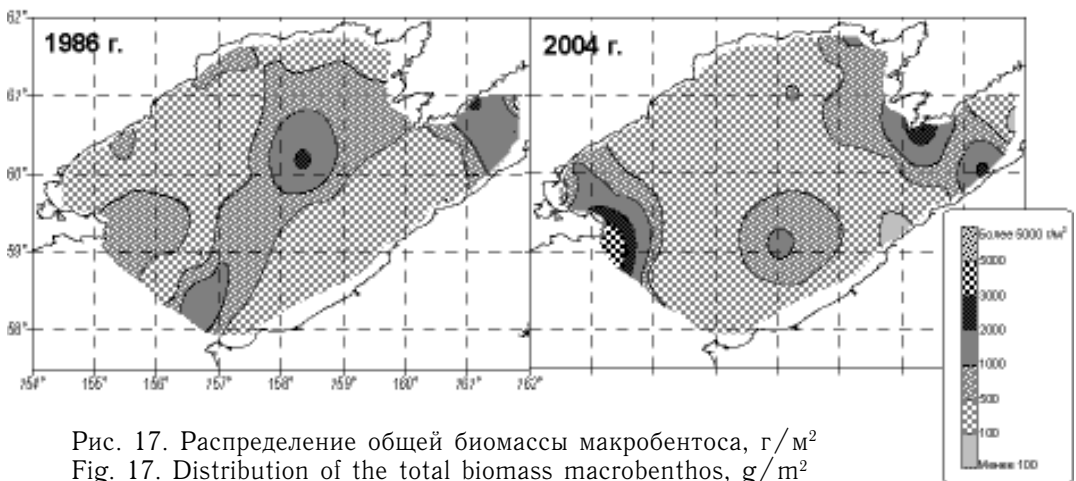 62°
1986 г.
2004 г.
61°
60°
59°
58°
154° 155° 156° 157° 158° 159° 160° 161° 162°
Более 5000 г/м²
5000
3000
2000
1000
500
100
Менее 100
Рис. 17. Распределение общей биомассы макробентоса, г/м²
Fig. 17. Distribution of the total biomass macrobenthos, g/m²